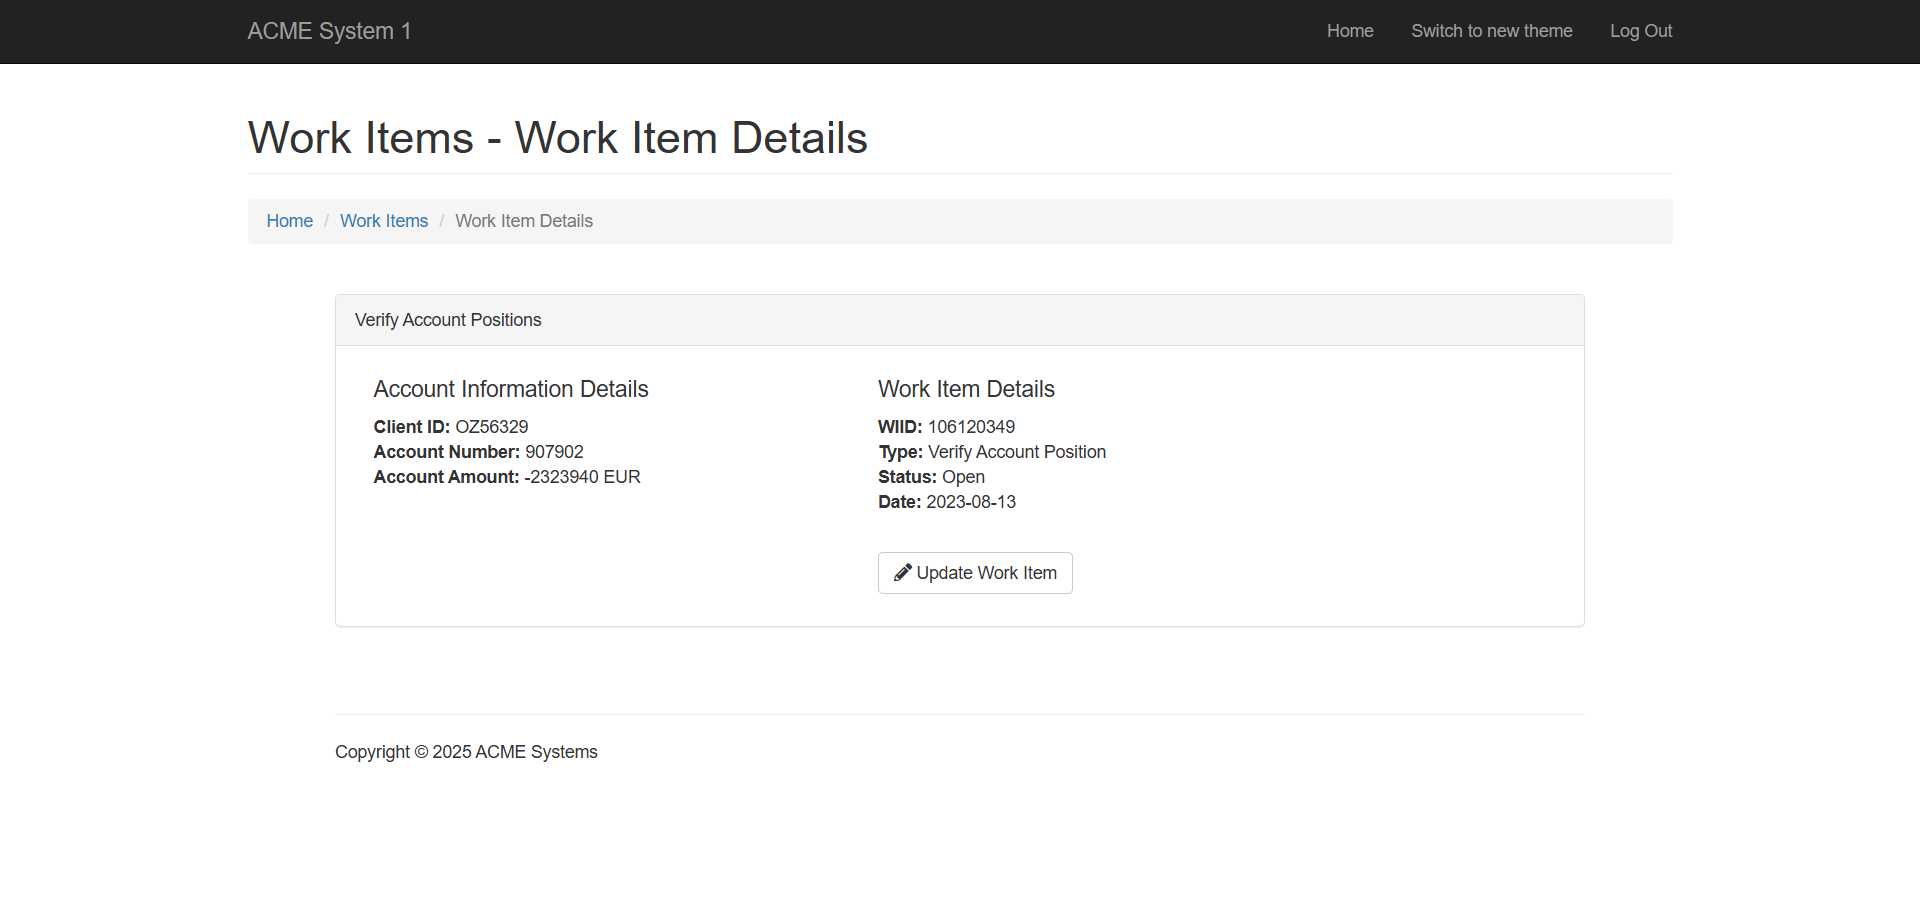 ACME System 1
Home
Switch to new theme
Log Out
Work Items - Work Item Details
Home / Work Items / Work Item Details
Verify Account Positions
Account Information Details
Client ID: OZ56329
Account Number: 907902
Account Amount: -2323940 EUR
Work Item Details
WIID: 106120349
Type: Verify Account Position
Status: Open
Date: 2023-08-13
Update Work Item
Copyright © 2025 ACME Systems